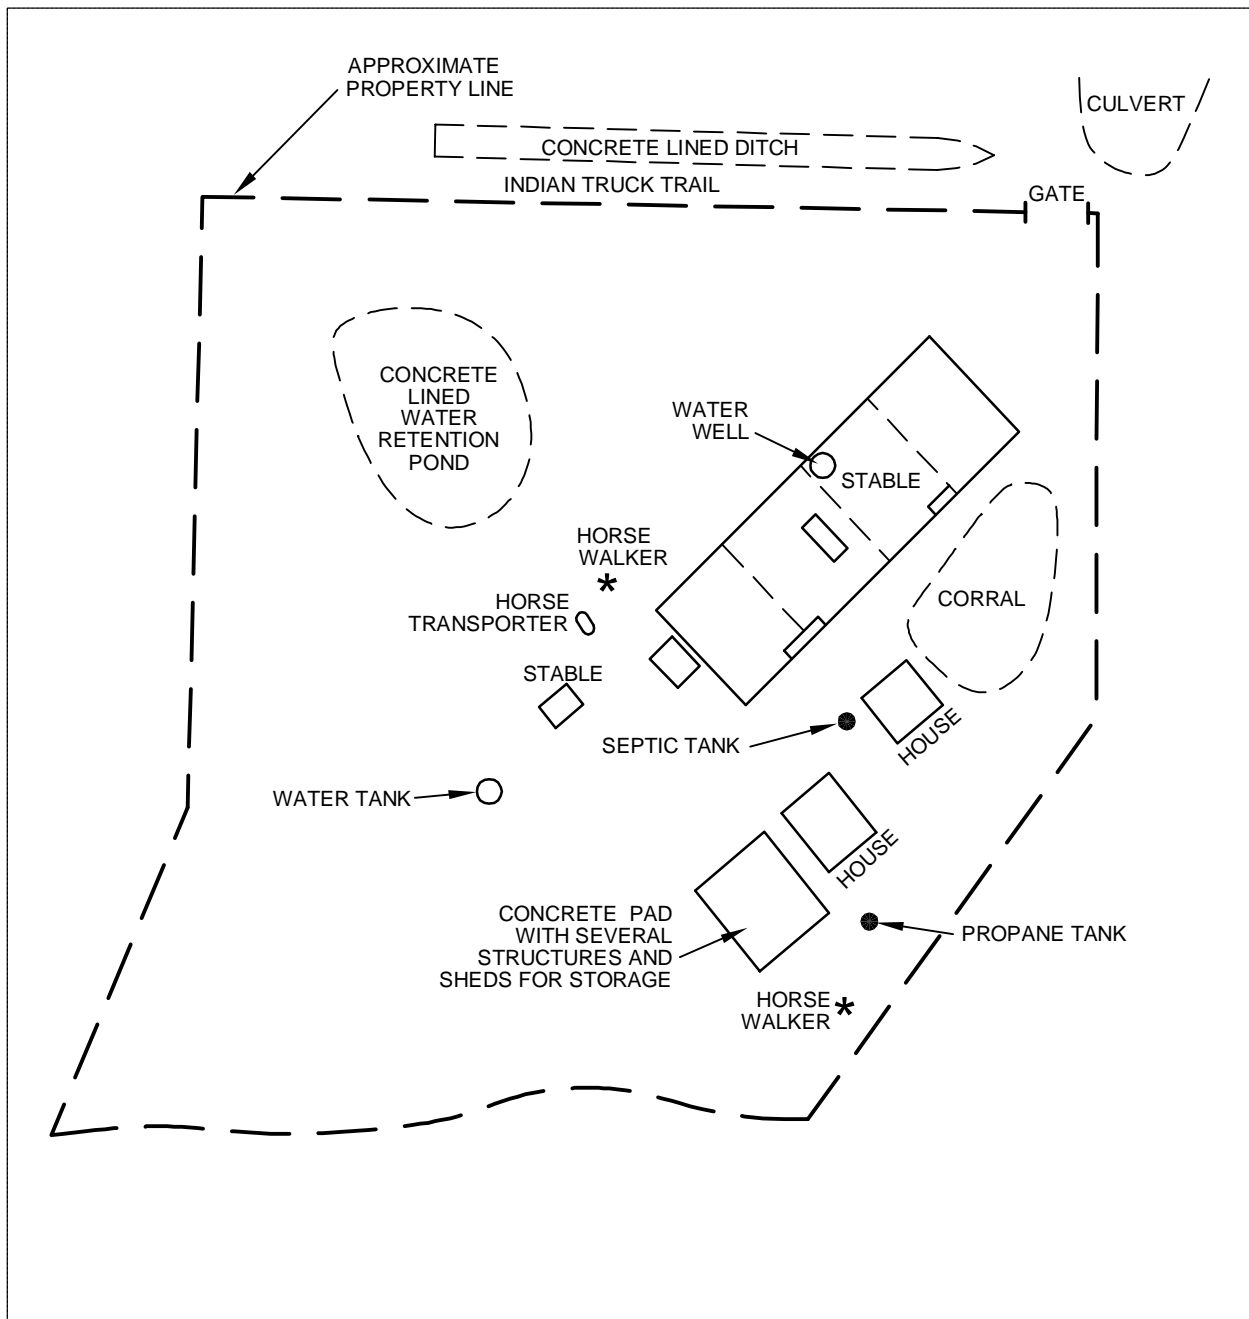 APPROXIMATE
PROPERTY LINE
CULVERT
CONCRETE LINED DITCH
INDIAN TRUCK TRAIL
GATE
CONCRETE
LINED
WATER
RETENTION
POND
WATER
WELL
STABLE
HORSE
WALKER
HORSE
TRANSPORTER
CORRAL
STABLE
SEPTIC TANK
HOUSE
WATER TANK
HOUSE
CONCRETE PAD
WITH SEVERAL
STRUCTURES AND
SHEDS FOR STORAGE
PROPANE TANK
HORSE
WALKER